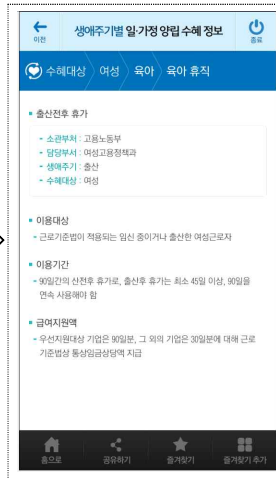 이전
생애주기별 일·가정 양립 수혜 정보
종료
수혜대상 여성 육아 육아 휴직
출산전후 휴가
- 소관부처 : 고용노동부
- 담당부서 : 여성고용정책과
- 생애주기 : 출산
- 수혜대상 : 여성
이용대상
- 근로기준법이 적용되는 임신 중이거나 출산한 여성근로자
이용기간
- 90일간의 산전후 휴가로, 출산후 휴가는 최소 45일 이상, 90일을
연속 사용해야 함
급여지원액
- 우선지원대상 기업은 90일분, 그 외의 기업은 30일분에 대해 근로
기준법상 통상임금상당액 지급
홈으로 공유하기 즐겨찾기 즐겨찾기 추가